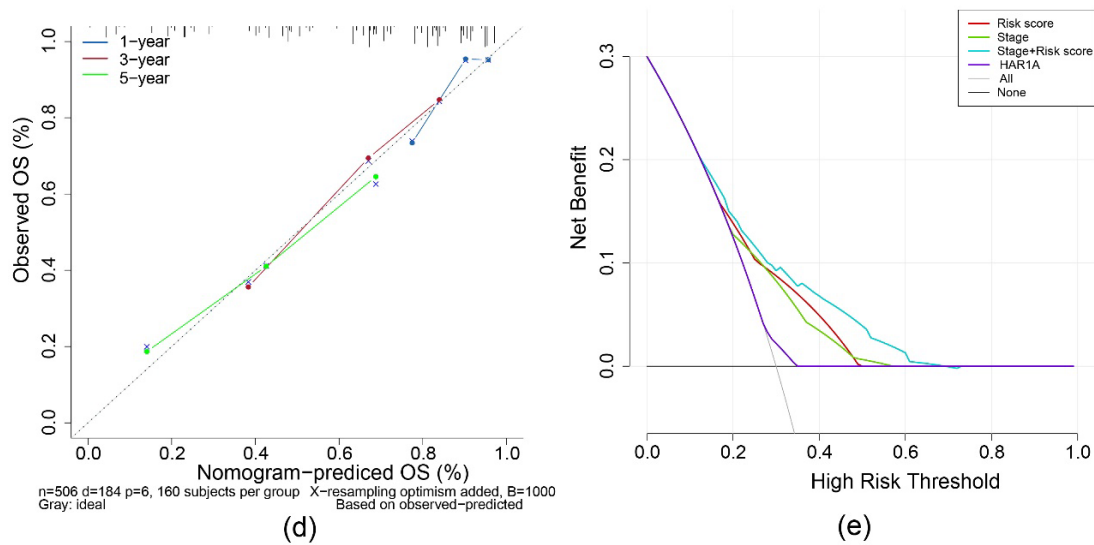 1.0
0.8
0.6
0.4
0.2
0.0
Observed OS (%)
1-year
3-year
5-year
0.0 0.2 0.4 0.6 0.8 1.0
Nomogram-prediced OS (%)
n=506 d=184 p=6, 160 subjects per group X-resampling optimism added, B=1000
Gray: ideal Based on observed-predicted
(d)
0.3
0.2
0.1
0.0
Net Benefit
Risk score
Stage
Stage+Risk score
HAR1A
All
None
0.0 0.2 0.4 0.6 0.8 1.0
High Risk Threshold
(e)